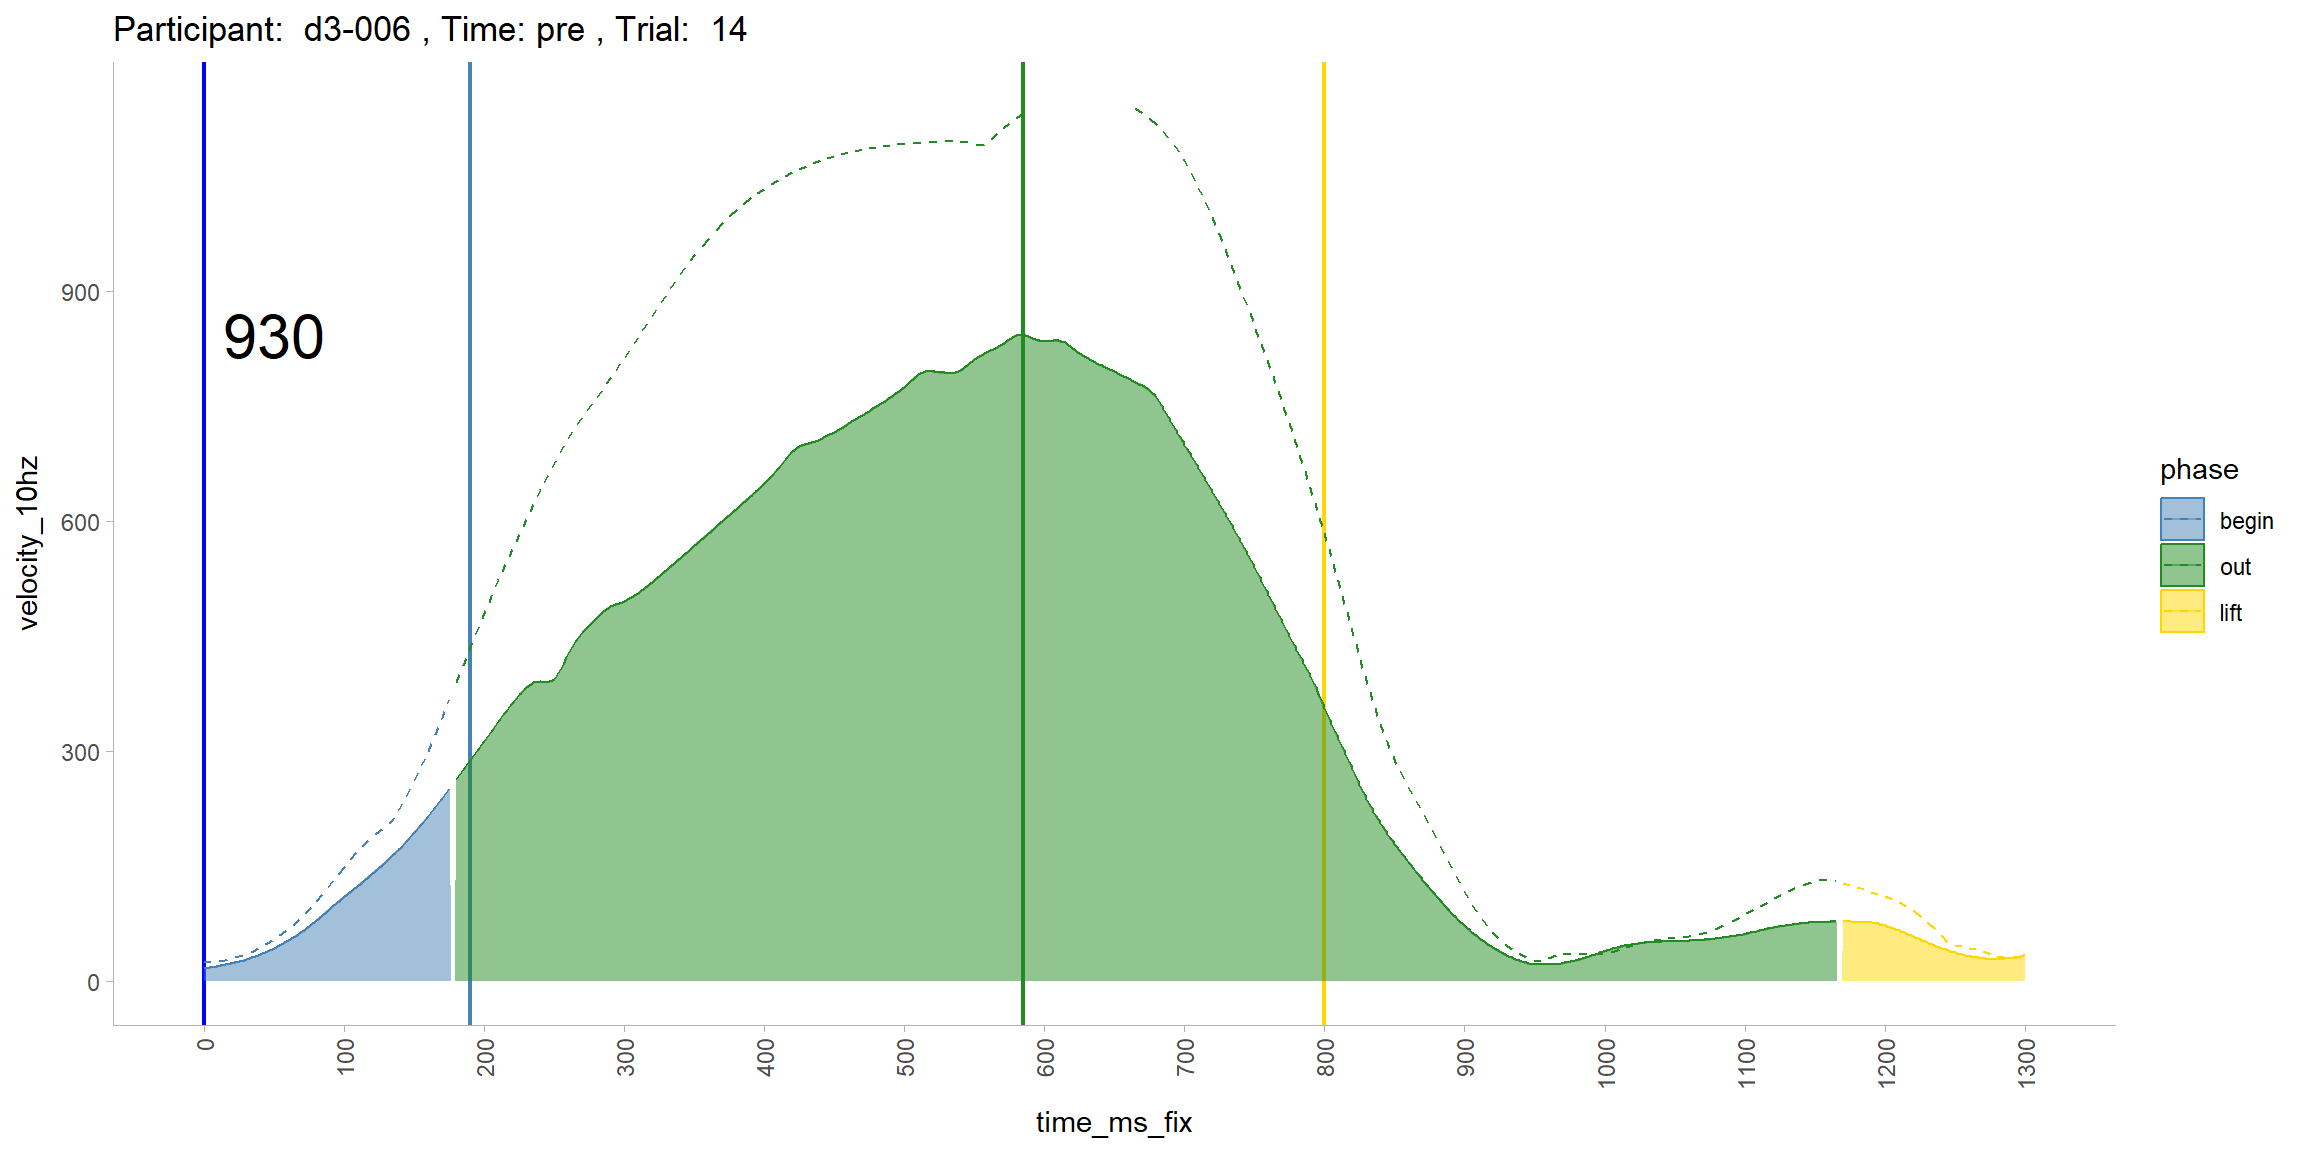 Participant:  d3-006 , Time: pre , Trial:  14
930
velocity_10hz
900
600
300
0
0
100
200
300
400
500
600
700
800
900
1000
1100
1200
1300
time_ms_fix
phase
begin
out
lift